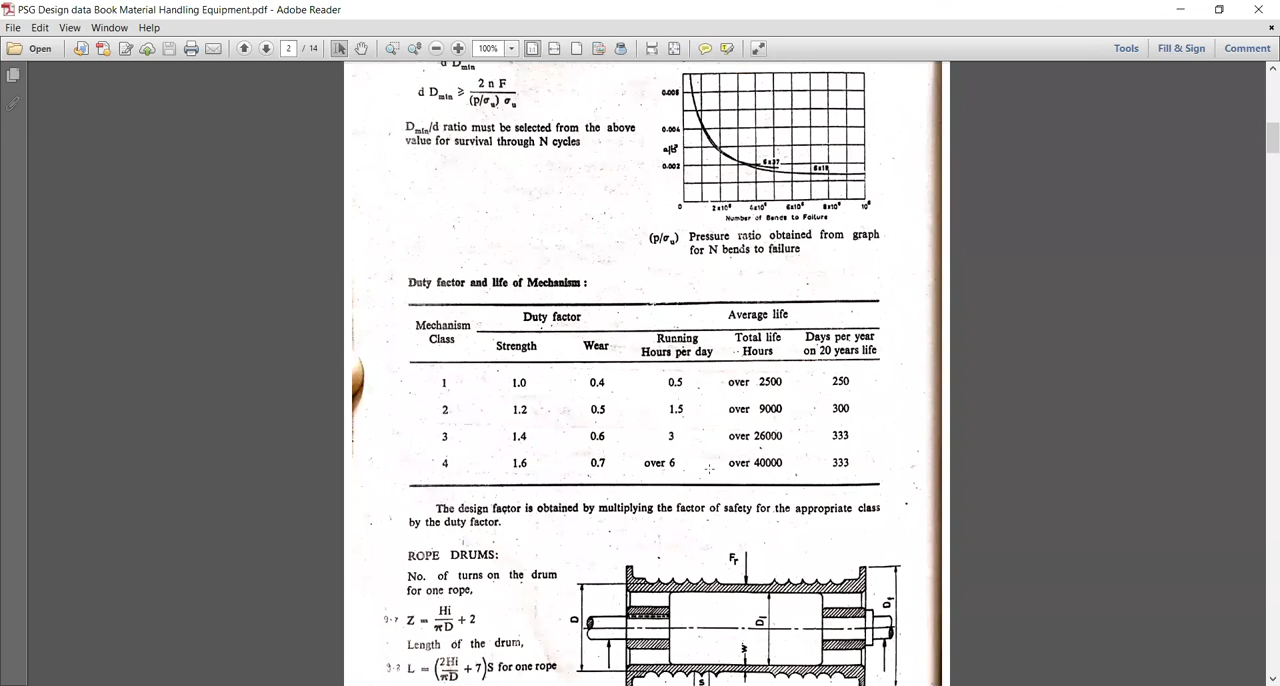 PSG Design data Book Material Handling Equipment.pdf - Adobe Reader
File Edit View Window Help
Open 2 / 14 100% Tools Fill & Sign Comment
d Dmin
d Dmin ≥ 2 n F / (p/σu) σu
Dmin/d ratio must be selected from the above
value for survival through N cycles
0.006
0.004
0.002
6x37
6x19
0
Number of Bends to Failure
(p/σu) Pressure ratio obtained from graph
for N bends to failure
Duty factor and life of Mechanism :
Mechanism Class
Duty factor
Average life
Strength Wear Running Hours per day Total life Hours Days per year on 20 years life
1 1.0 0.4 0.5 over 2500 250
2 1.2 0.5 1.5 over 9000 300
3 1.4 0.6 3 over 26000 333
4 1.6 0.7 over 6 over 40000 333
The design factor is obtained by multiplying the factor of safety for the appropriate class
by the duty factor.
ROPE DRUMS:
No. of turns on the drum
for one rope,
Z = Hi / πD + 2
Length of the drum,
L = (2Hi / πD + 7)S for one rope
Fr
D
D1
Df
w
S